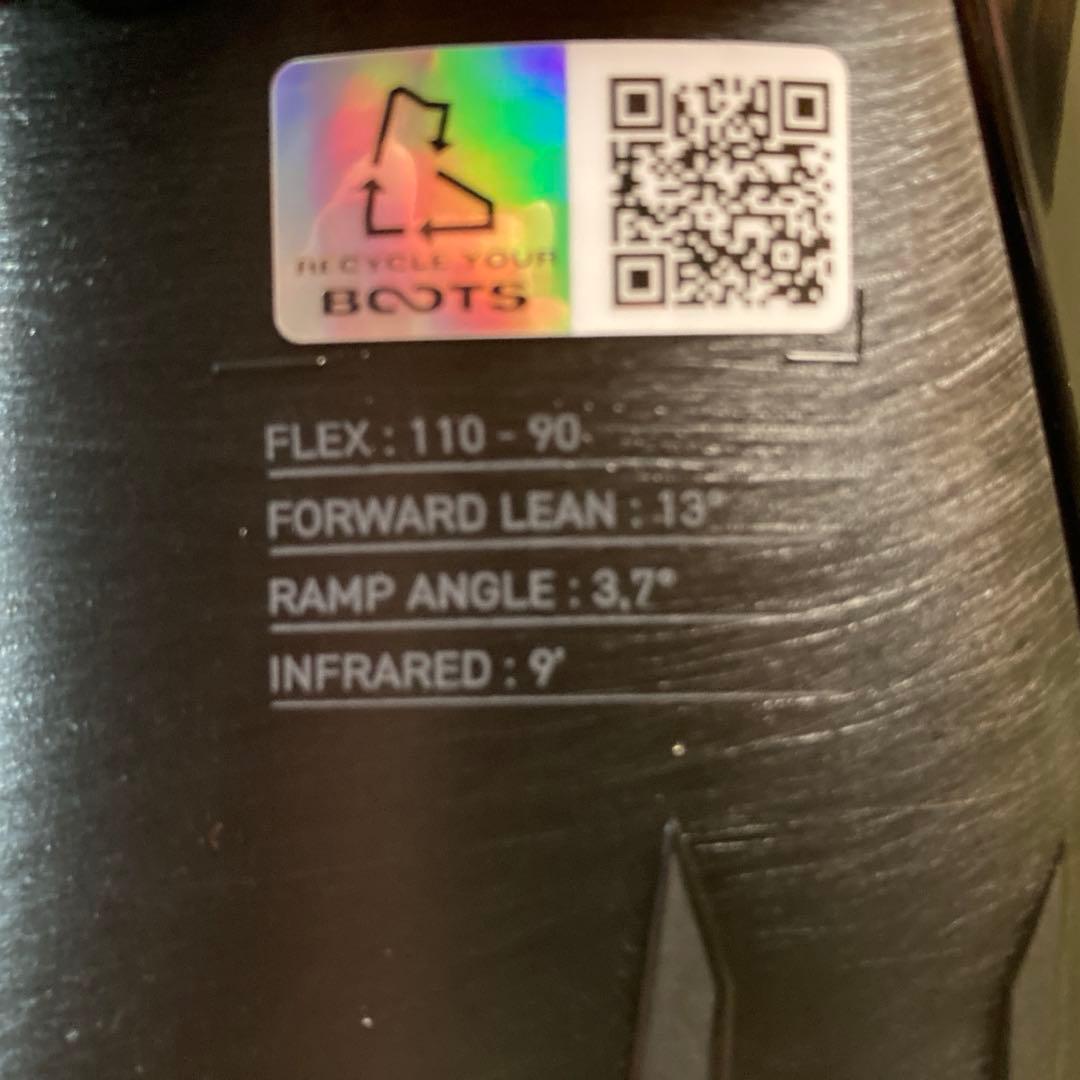 RECYCLE YOUR
BOOTS
FLEX : 110 - 90
FORWARD LEAN : 13°
RAMP ANGLE : 3,7°
INFRARED : 9'